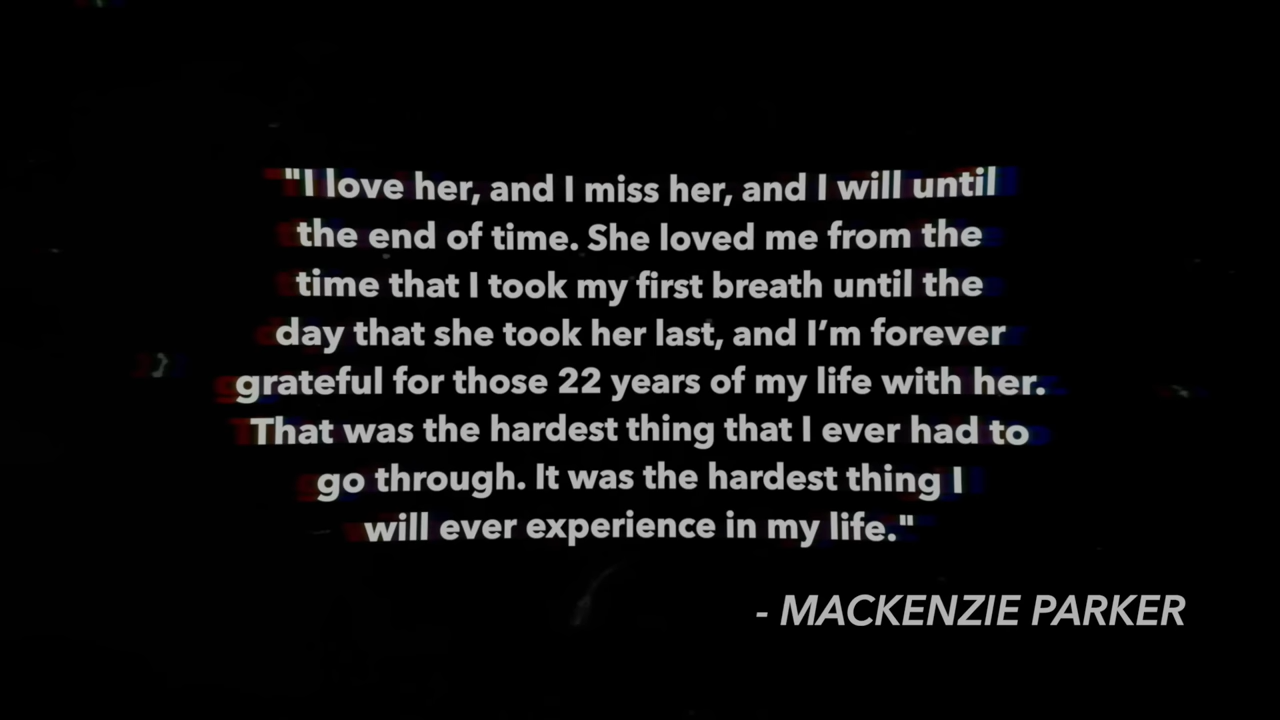 "I love her, and I miss her, and I will until
the end of time. She loved me from the
time that I took my first breath until the
day that she took her last, and I’m forever
grateful for those 22 years of my life with her.
That was the hardest thing that I ever had to
go through. It was the hardest thing I
will ever experience in my life."
- MACKENZIE PARKER